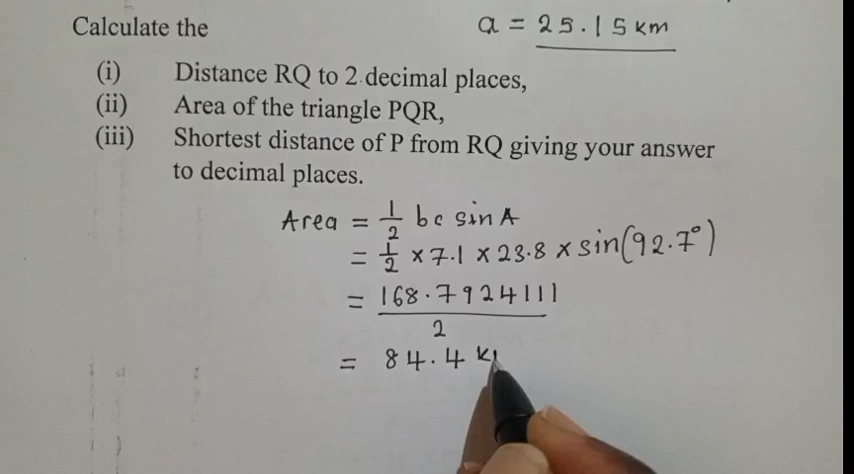 Calculate the a = 25.15 km
(i) Distance RQ to 2 decimal places,
(ii) Area of the triangle PQR,
(iii) Shortest distance of P from RQ giving your answer
to decimal places.
Area = 1/2 bc sin A
= 1/2 × 7.1 × 23.8 × sin(92.7°)
= 168.7924111 / 2
= 84.4 K